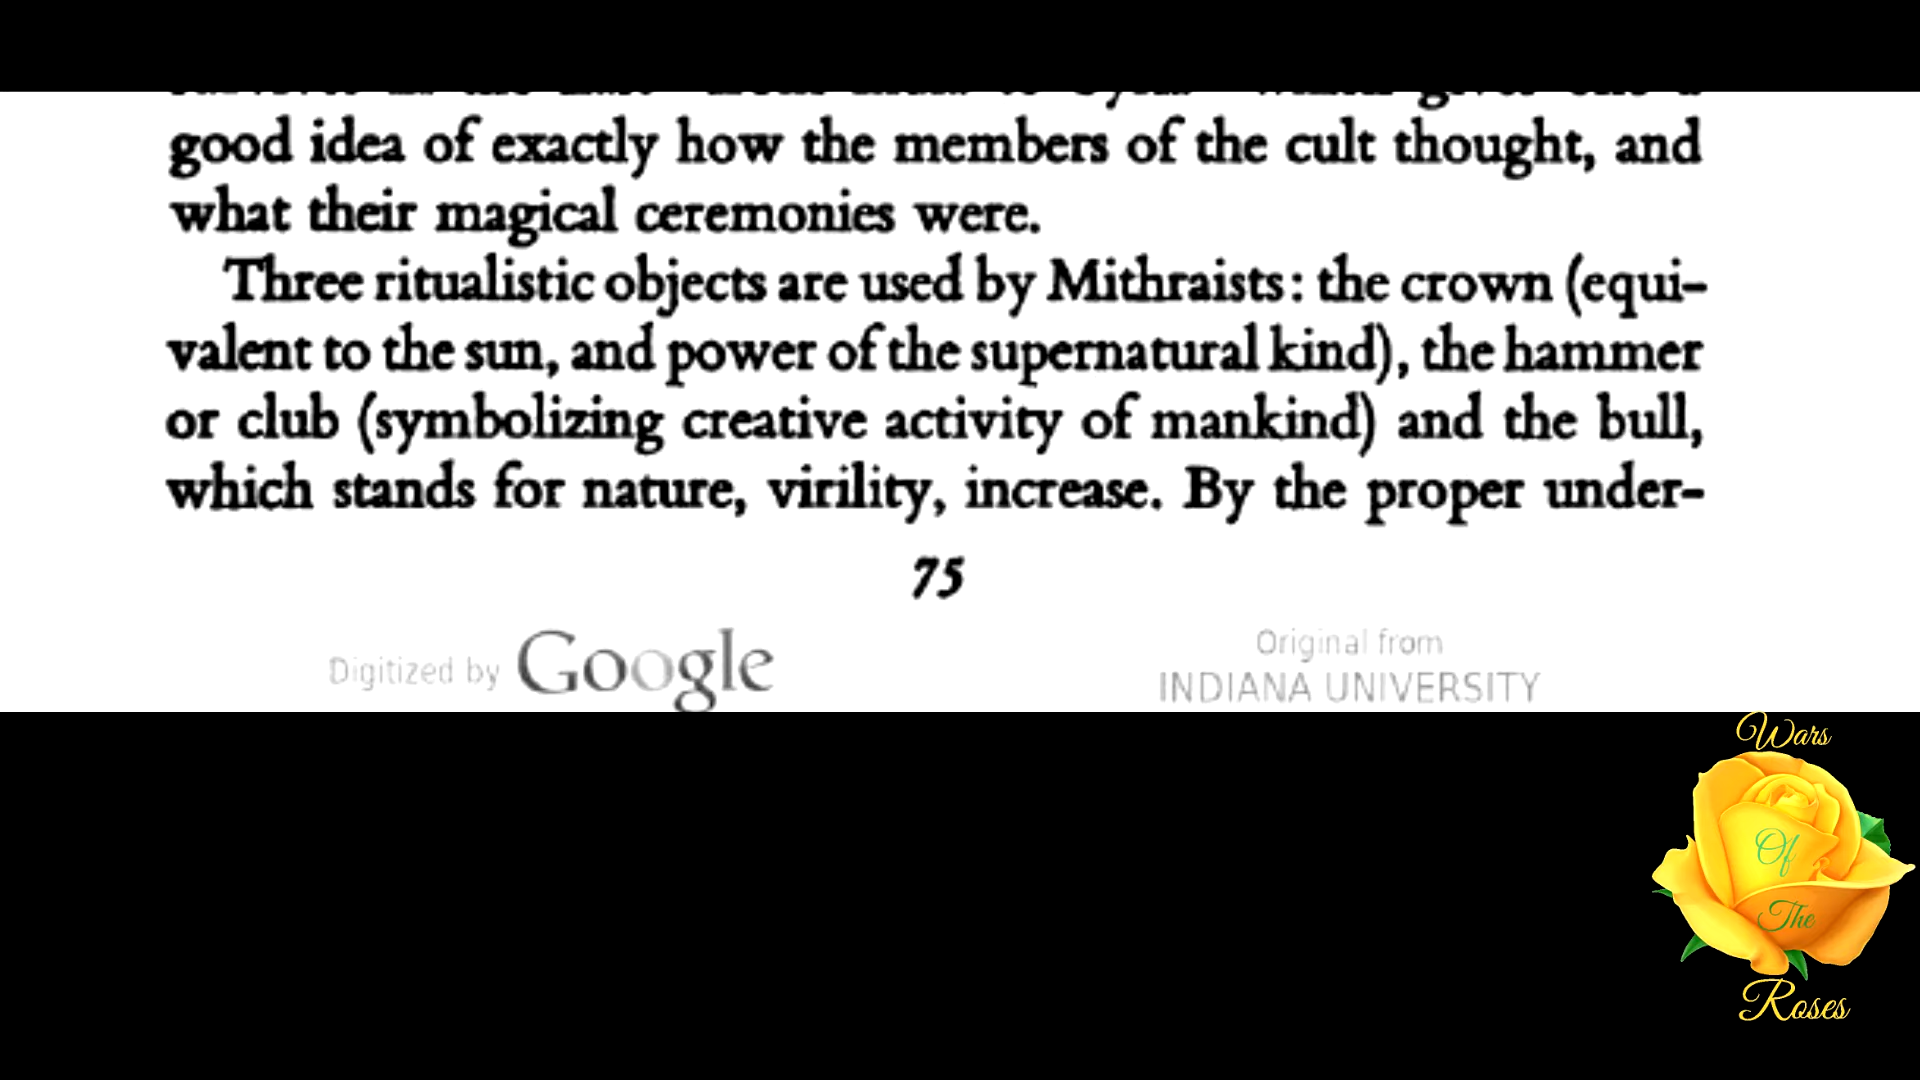 good idea of exactly how the members of the cult thought, and
what their magical ceremonies were.
Three ritualistic objects are used by Mithraists: the crown (equi-
valent to the sun, and power of the supernatural kind), the hammer
or club (symbolizing creative activity of mankind) and the bull,
which stands for nature, virility, increase. By the proper under-
75
Digitized by Google
Original from
INDIANA UNIVERSITY
Wars
Of
The
Roses